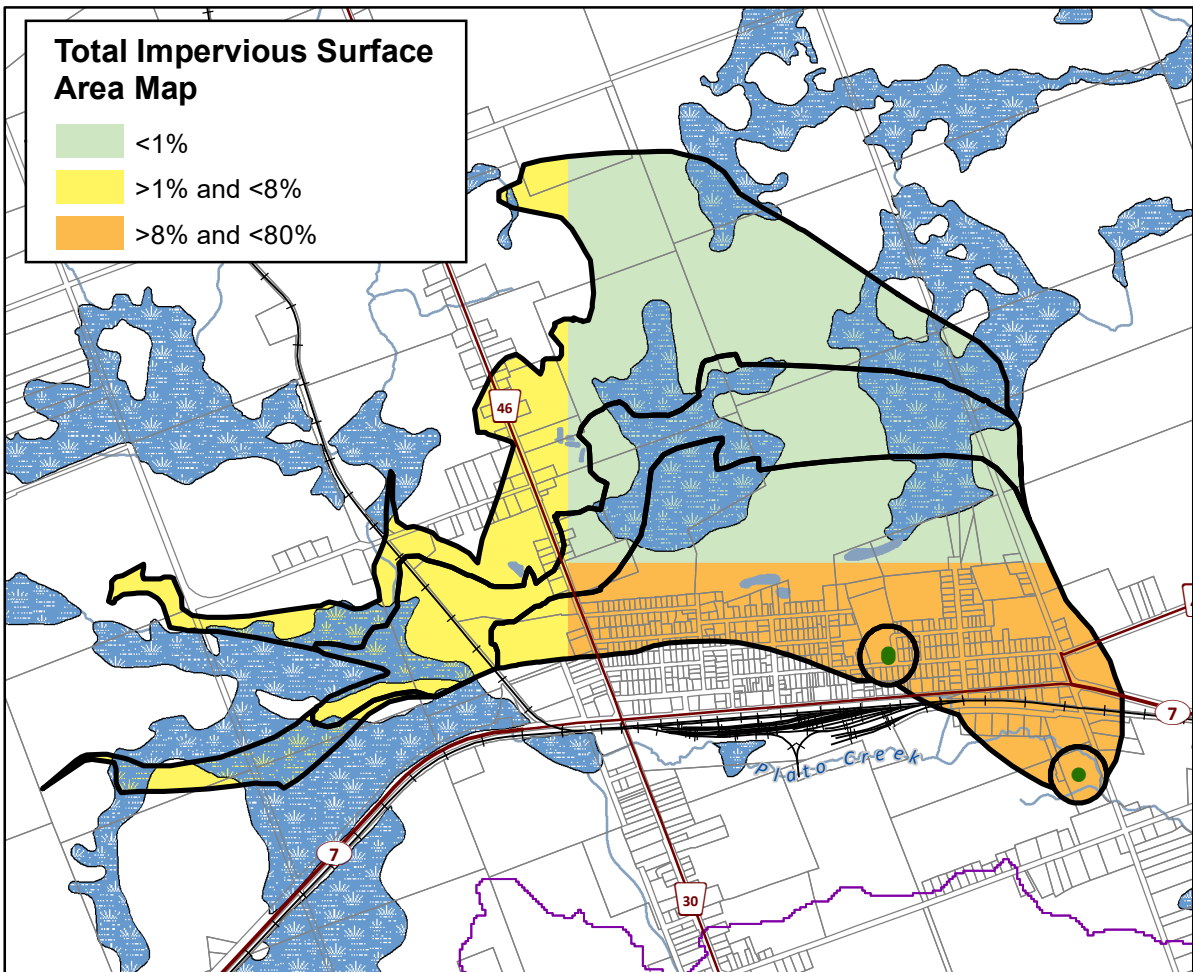 Total Impervious Surface
Area Map
<1%
>1% and <8%
>8% and <80%
46
7
Plato Creek
7
30